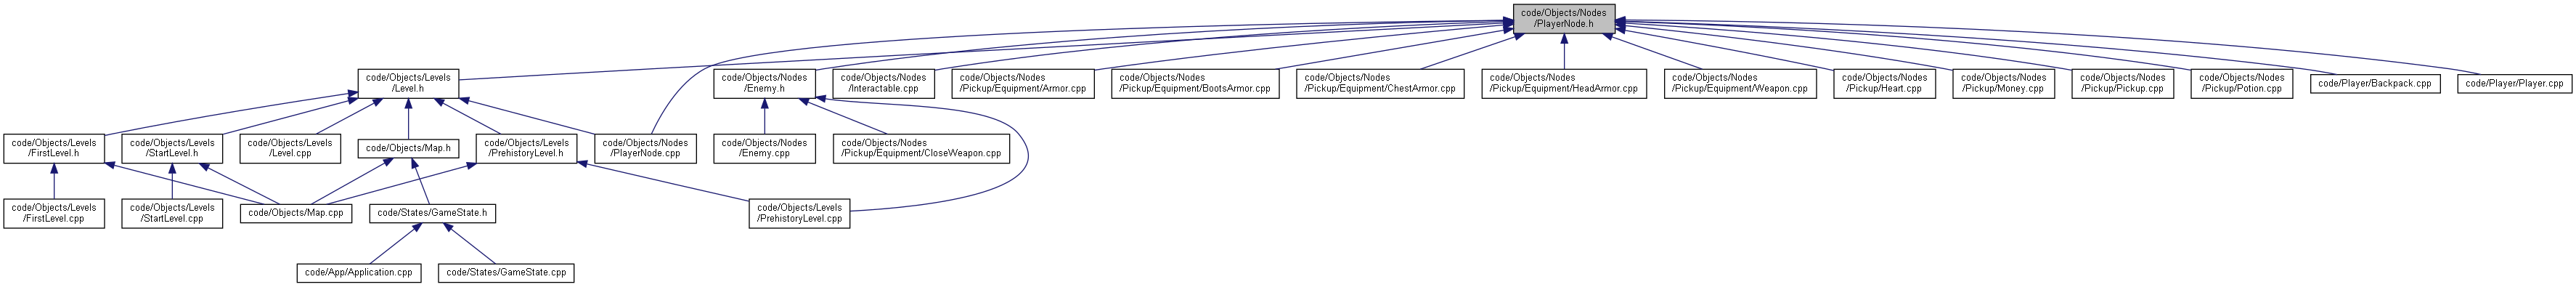 code/Objects/Nodes
/PlayerNode.h
code/Objects/Levels
/Level.h
code/Objects/Nodes
/Enemy.h
code/Objects/Nodes
/Interactable.cpp
code/Objects/Nodes
/Pickup/Equipment/Armor.cpp
code/Objects/Nodes
/Pickup/Equipment/BootsArmor.cpp
code/Objects/Nodes
/Pickup/Equipment/ChestArmor.cpp
code/Objects/Nodes
/Pickup/Equipment/HeadArmor.cpp
code/Objects/Nodes
/Pickup/Equipment/Weapon.cpp
code/Objects/Nodes
/Pickup/Heart.cpp
code/Objects/Nodes
/Pickup/Money.cpp
code/Objects/Nodes
/Pickup/Pickup.cpp
code/Objects/Nodes
/Pickup/Potion.cpp
code/Player/Backpack.cpp
code/Player/Player.cpp
code/Objects/Levels
/FirstLevel.h
code/Objects/Levels
/StartLevel.h
code/Objects/Levels
/Level.cpp
code/Objects/Map.h
code/Objects/Levels
/PrehistoryLevel.h
code/Objects/Nodes
/PlayerNode.cpp
code/Objects/Nodes
/Enemy.cpp
code/Objects/Nodes
/Pickup/Equipment/CloseWeapon.cpp
code/Objects/Levels
/FirstLevel.cpp
code/Objects/Levels
/StartLevel.cpp
code/Objects/Map.cpp
code/States/GameState.h
code/Objects/Levels
/PrehistoryLevel.cpp
code/App/Application.cpp
code/States/GameState.cpp